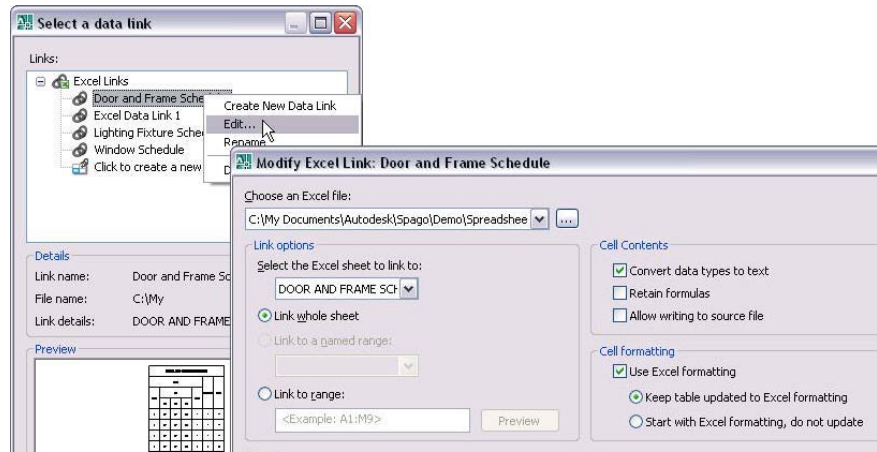 Select a data link
Links:
Excel Links
Door and Frame Sche
Excel Data Link 1
Lighting Fixture Sche
Window Schedule
Click to create a new
Create New Data Link
Edit...
Rename
D
Details
Link name: Door and Frame Sc
File name: C:\My
Link details: DOOR AND FRAME
Preview
Modify Excel Link: Door and Frame Schedule
Choose an Excel file:
C:\My Documents\Autodesk\Spago\Demo\Spreadshee
...
Link options
Select the Excel sheet to link to:
DOOR AND FRAME SCH
Link whole sheet
Link to a named range:
Link to range:
<Example: A1:M9>
Preview
Cell Contents
Convert data types to text
Retain formulas
Allow writing to source file
Cell formatting
Use Excel formatting
Keep table updated to Excel formatting
Start with Excel formatting, do not update